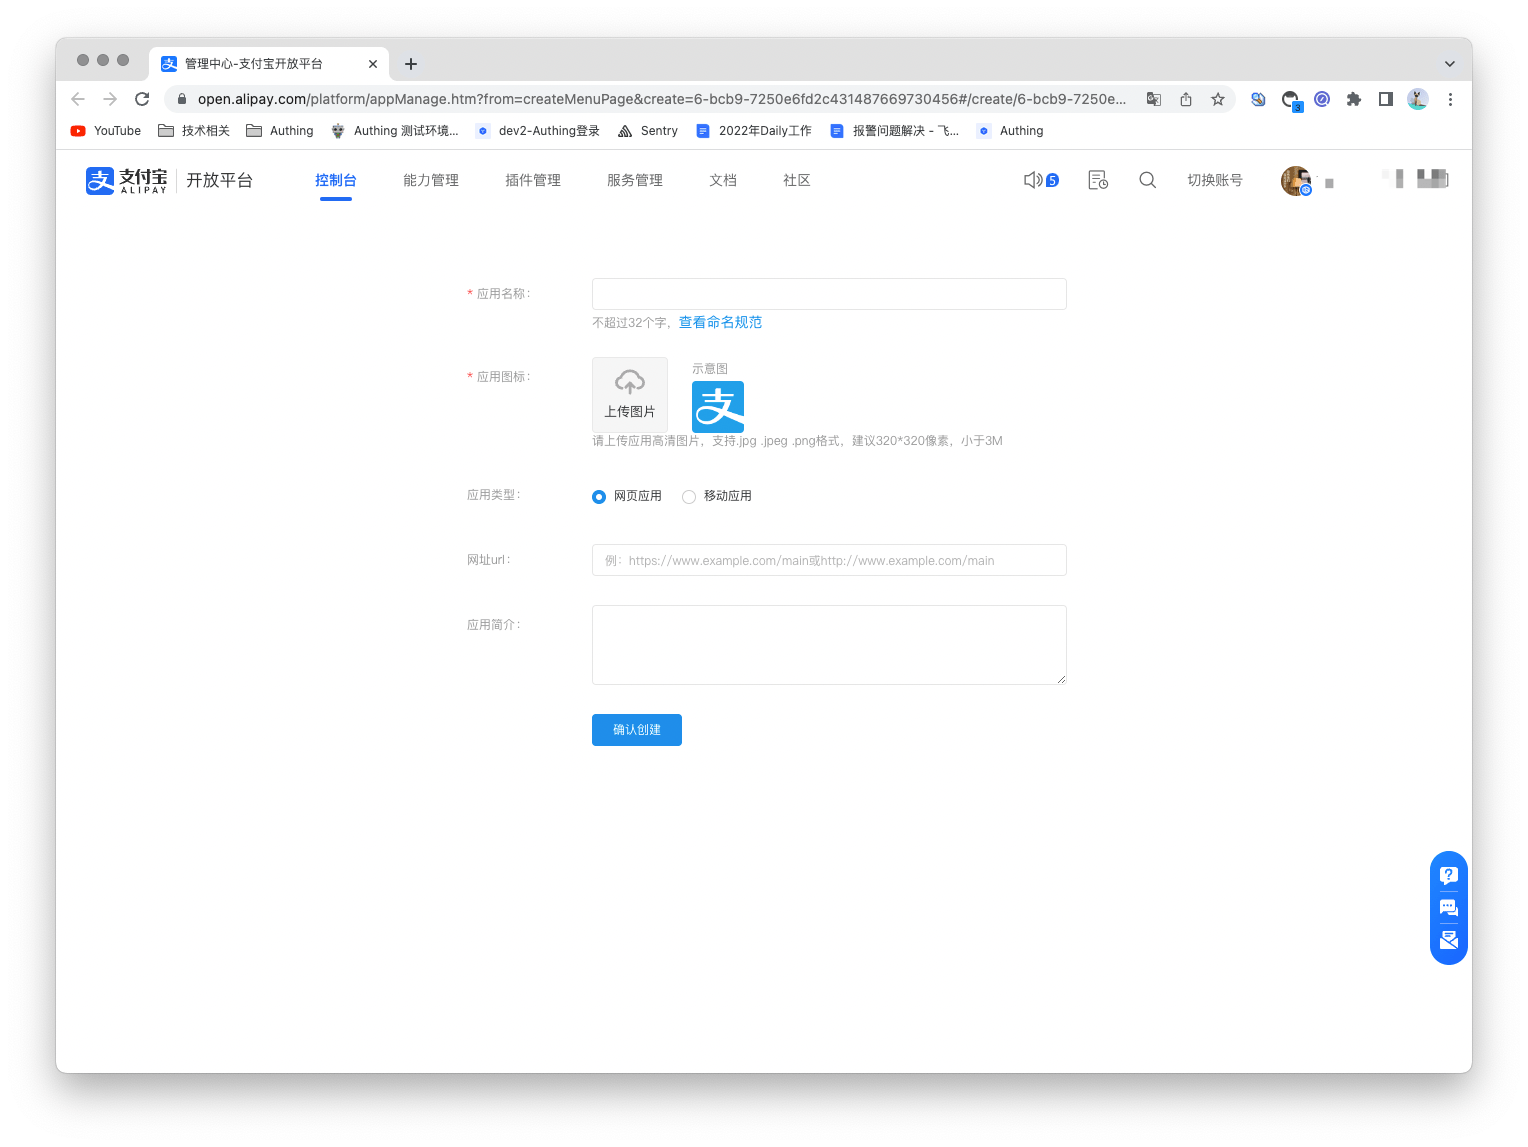 管理中心-支付宝开放平台
open.alipay.com/platform/appManage.htm?from=createMenuPage&create=6-bcb9-7250e6fd2c431487669730456#/create/6-bcb9-7250e...
3
YouTube 技术相关 Authing Authing 测试环境... dev2-Authing登录 Sentry 2022年Daily工作 报警问题解决 - 飞... Authing
支 支付宝 ALIPAY 开放平台 控制台 能力管理 插件管理 服务管理 文档 社区 5 切换账号
* 应用名称:
不超过32个字，查看命名规范
* 应用图标:
上传图片
示意图
支
请上传应用高清图片，支持.jpg .jpeg .png格式，建议320*320像素，小于3M
应用类型: 网页应用 移动应用
网址url: 例：https://www.example.com/main或http://www.example.com/main
应用简介:
确认创建